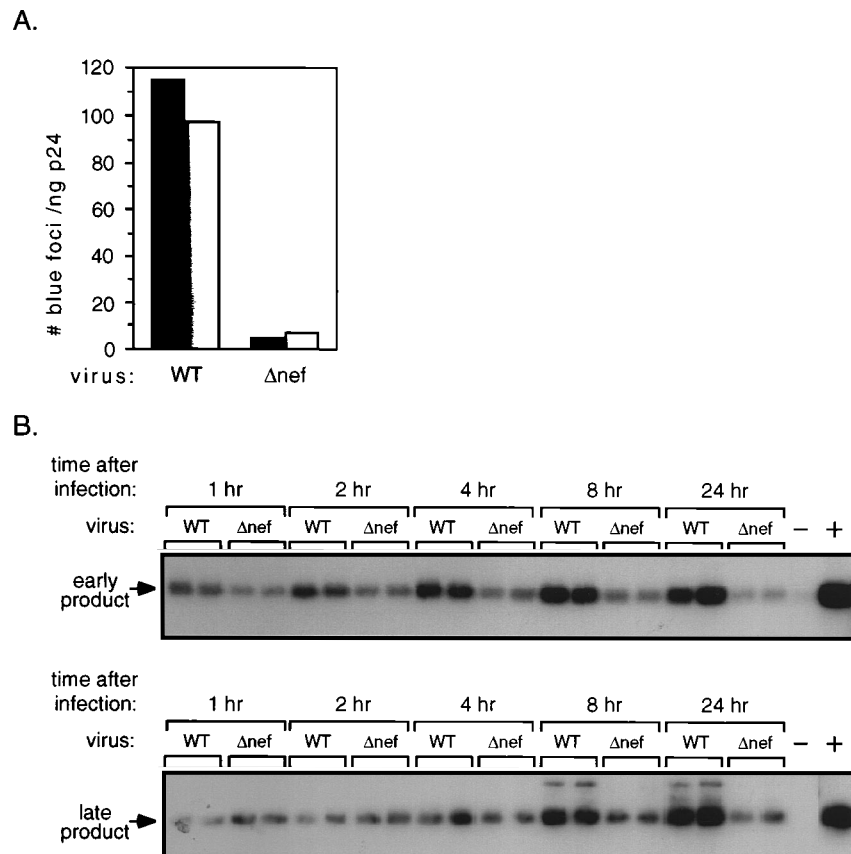 A.
120
100
80
60
40
20
0
# blue foci /ng p24
virus: WT Δnef
B.
time after
infection: 1 hr 2 hr 4 hr 8 hr 24 hr
virus: WT Δnef WT Δnef WT Δnef WT Δnef WT Δnef − +
early
product
time after
infection: 1 hr 2 hr 4 hr 8 hr 24 hr
virus: WT Δnef WT Δnef WT Δnef WT Δnef WT Δnef − +
late
product